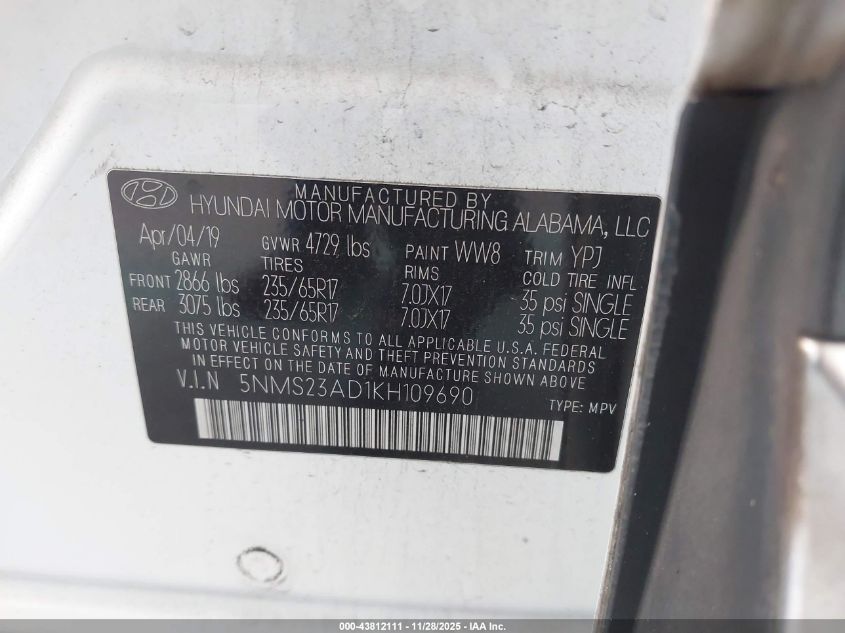 MANUFACTURED BY
HYUNDAI MOTOR MANUFACTURING ALABAMA, LLC
Apr/04/19 GVWR 4729 lbs PAINT WW8 TRIM YPJ
GAWR TIRES RIMS COLD TIRE INFL
FRONT 2866 lbs 235/65R17 7.0JX17 35 psi SINGLE
REAR 3075 lbs 235/65R17 7.0JX17 35 psi SINGLE
THIS VEHICLE CONFORMS TO ALL APPLICABLE U.S.A. FEDERAL
MOTOR VEHICLE SAFETY AND THEFT PREVENTION STANDARDS
IN EFFECT ON THE DATE OF MANUFACTURE SHOWN ABOVE
V.I.N 5NMS23AD1KH109690
TYPE: MPV
000-43812111 - 11/28/2025 - IAA Inc.